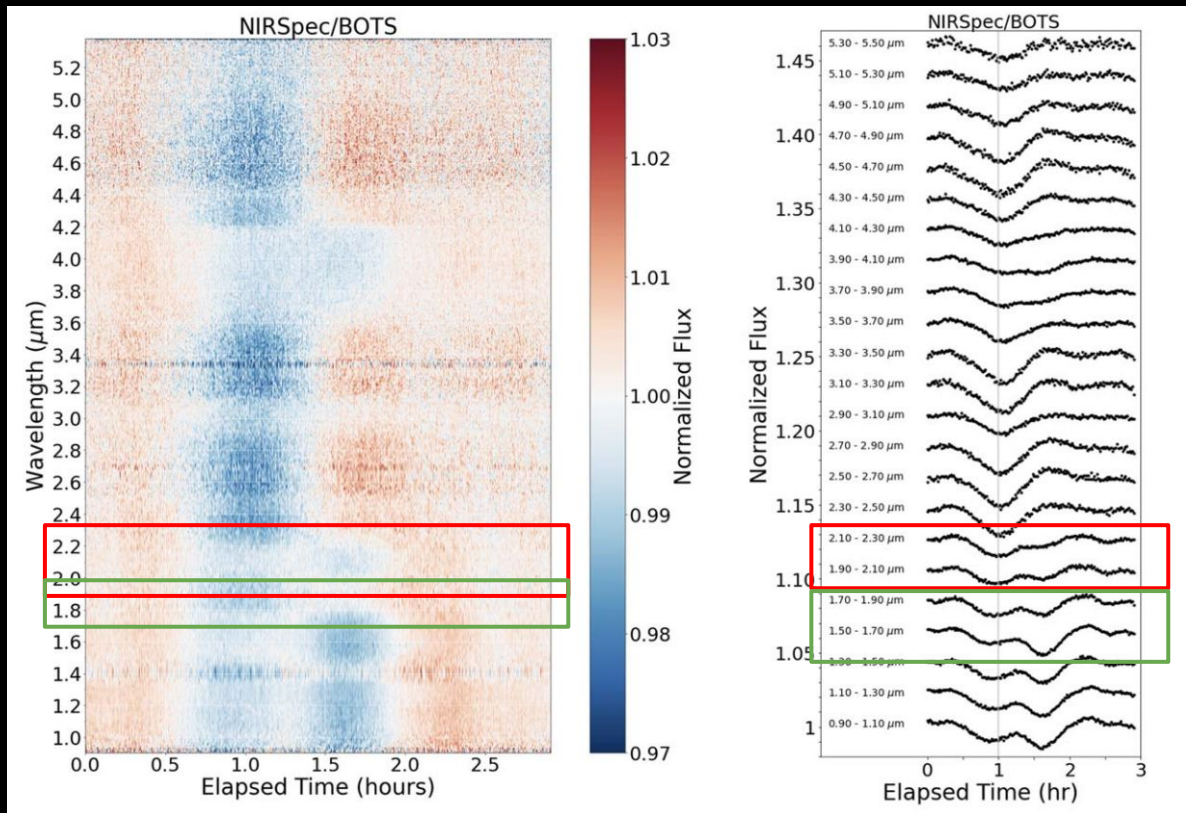 NIRSpec/BOTS
5.2
5.0
4.8
4.6
4.4
4.2
4.0
3.8
3.6
3.4
3.2
3.0
2.8
2.6
2.4
2.2
2.0
1.8
1.6
1.4
1.2
1.0
Wavelength (μm)
0.0 0.5 1.0 1.5 2.0 2.5
Elapsed Time (hours)
1.03
1.02
1.01
1.00
0.99
0.98
0.97
Normalized Flux
NIRSpec/BOTS
1.45
1.40
1.35
1.30
1.25
1.20
1.15
1.10
1.05
1
Normalized Flux
5.30 - 5.50 μm
5.10 - 5.30 μm
4.90 - 5.10 μm
4.70 - 4.90 μm
4.50 - 4.70 μm
4.30 - 4.50 μm
4.10 - 4.30 μm
3.90 - 4.10 μm
3.70 - 3.90 μm
3.50 - 3.70 μm
3.30 - 3.50 μm
3.10 - 3.30 μm
2.90 - 3.10 μm
2.70 - 2.90 μm
2.50 - 2.70 μm
2.30 - 2.50 μm
2.10 - 2.30 μm
1.90 - 2.10 μm
1.70 - 1.90 μm
1.50 - 1.70 μm
1.30 - 1.50 μm
1.10 - 1.30 μm
0.90 - 1.10 μm
0 1 2 3
Elapsed Time (hr)